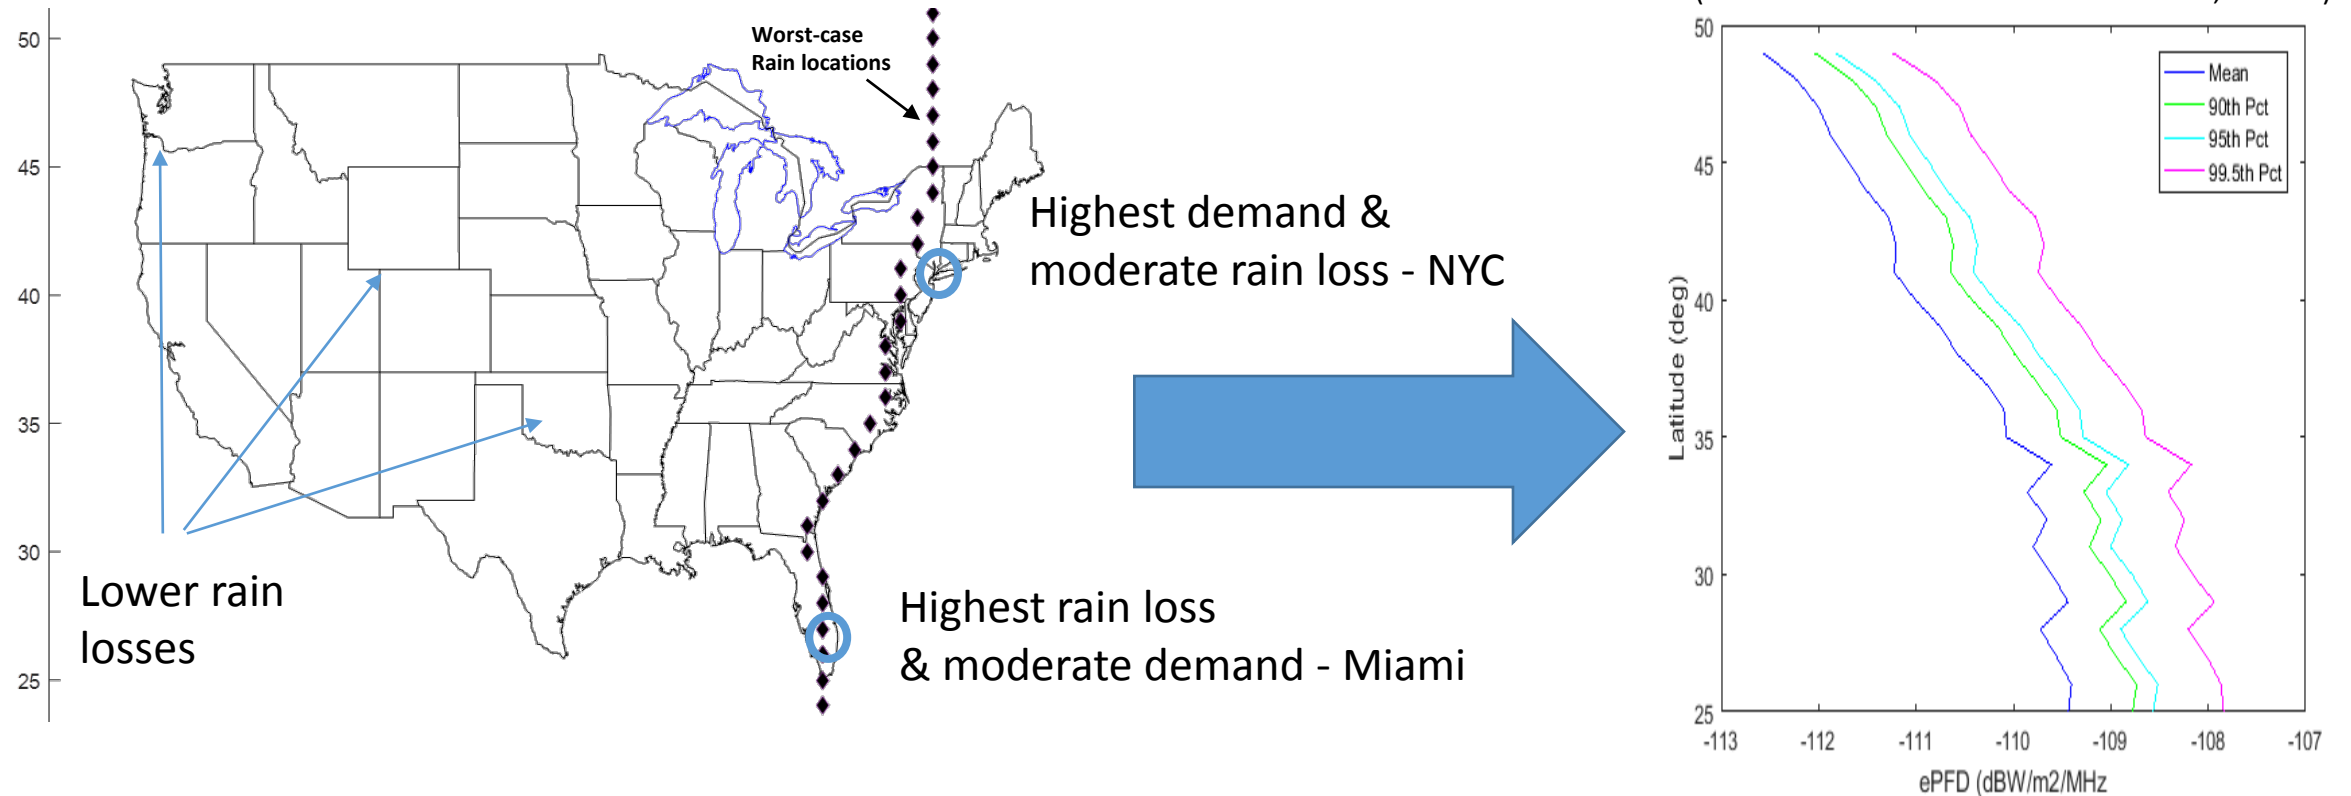 50
45
40
35
30
25
Worst-case
Rain locations
Highest demand &
moderate rain loss - NYC
Lower rain
losses
Highest rain loss
& moderate demand - Miami
50
45
40
35
30
25
Latitude (deg)
Mean
90th Pct
95th Pct
99.5th Pct
-113 -112 -111 -110 -109 -108 -107
ePFD (dBW/m2/MHz